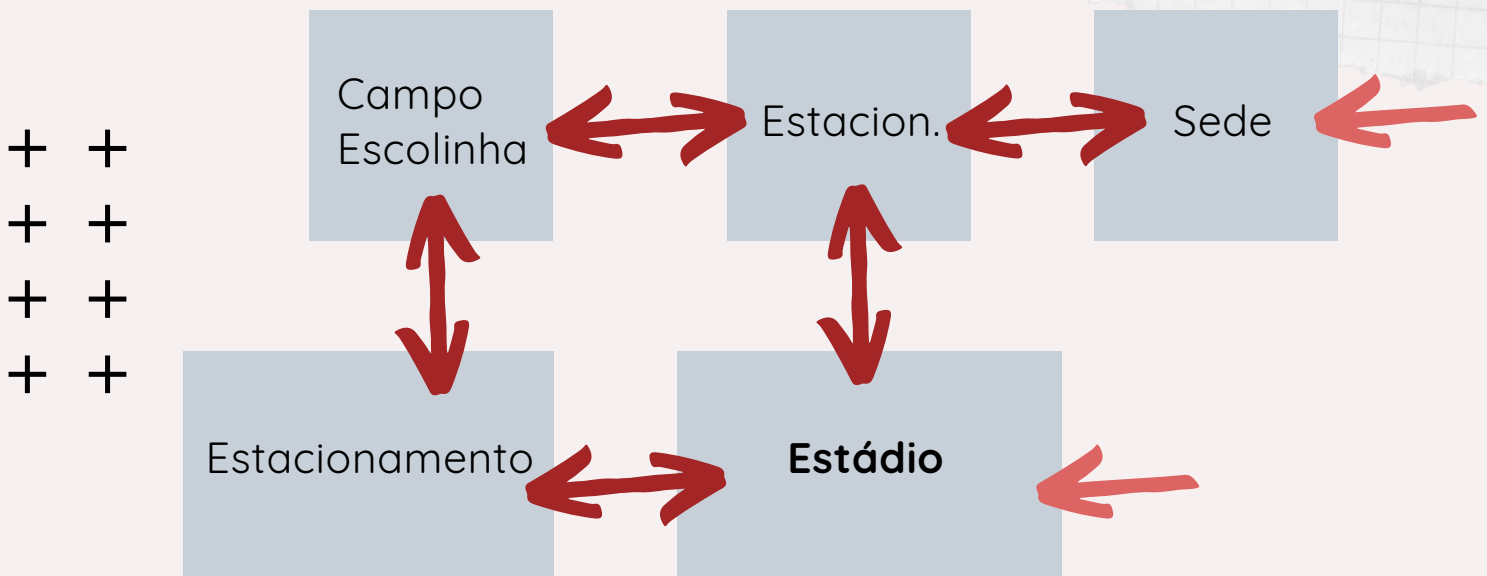 Campo
Escolinha
Estacion.
Sede
Estacionamento
Estádio